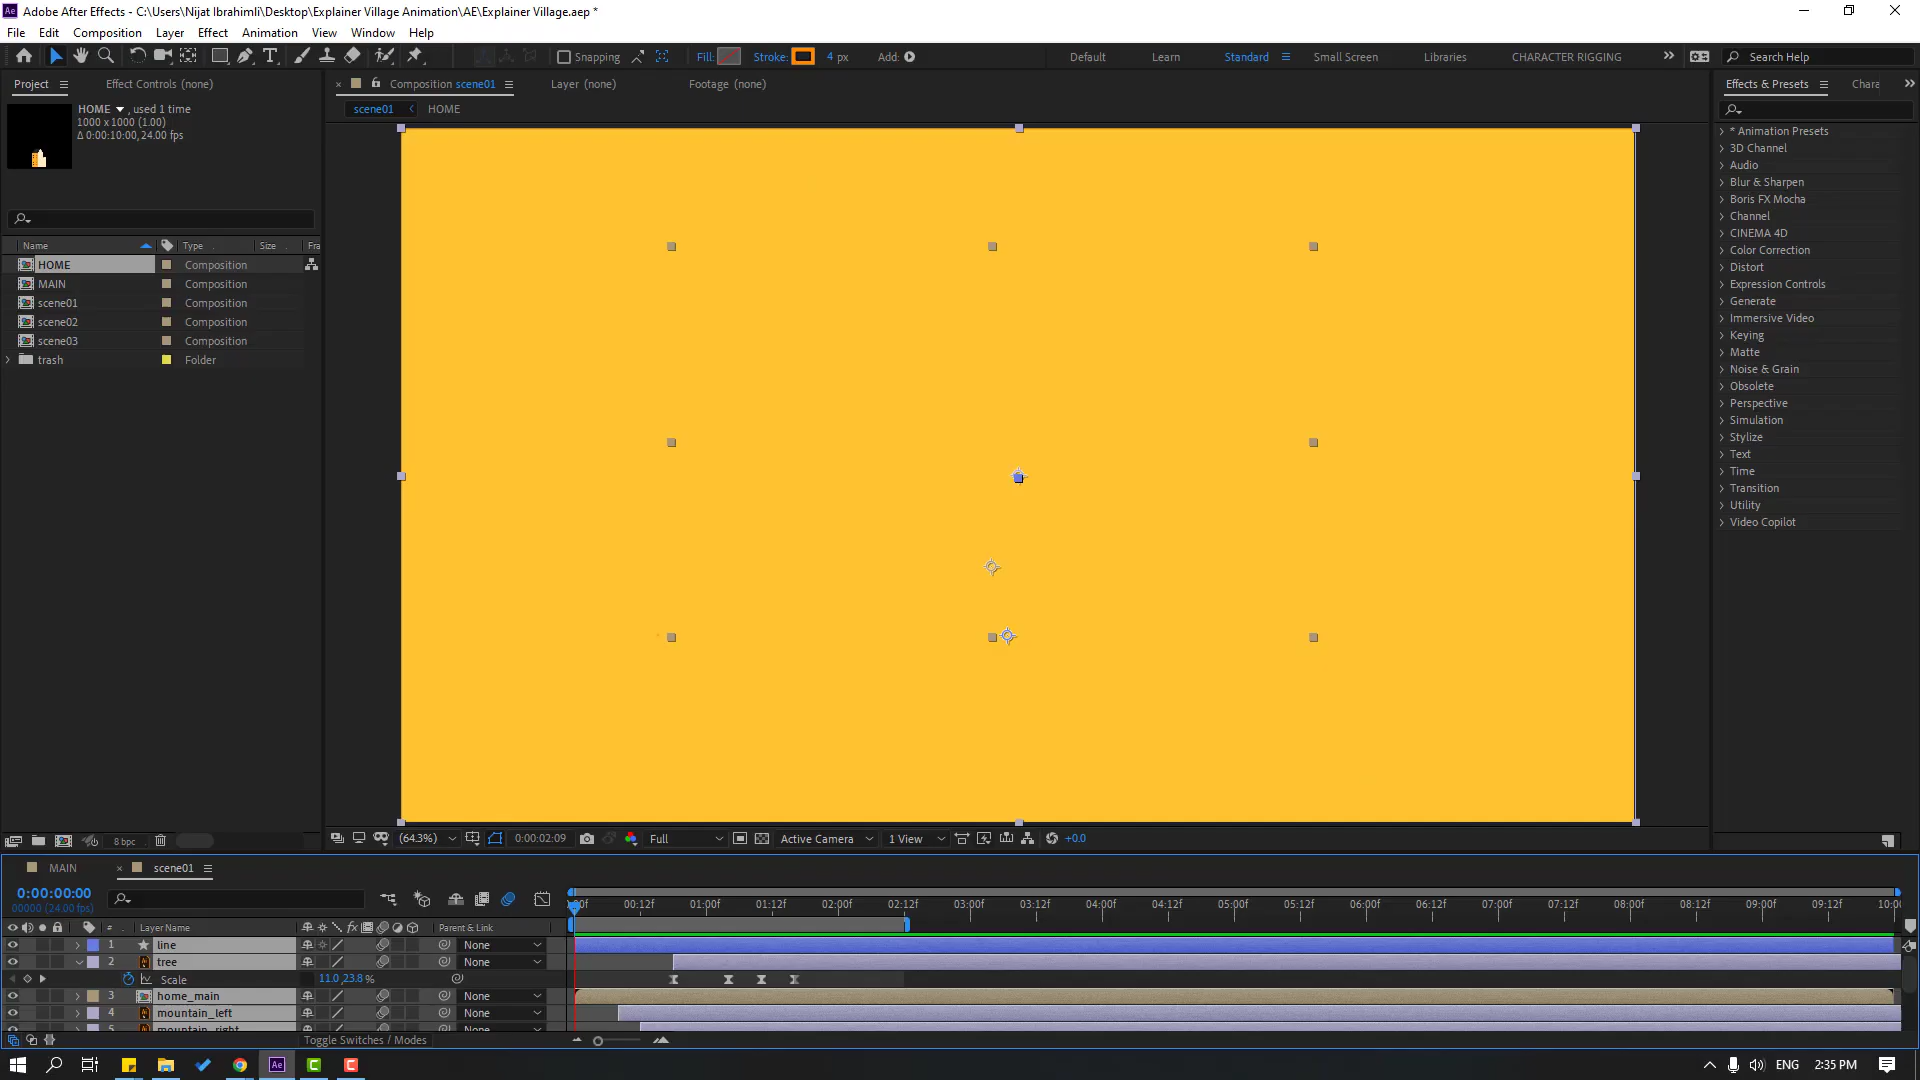 Adobe After Effects - C:\Users\Nijat Ibrahimli\Desktop\Explainer Village Animation\AE\Explainer Village.aep *
File Edit Composition Layer Effect Animation View Window Help
Snapping Fill: Stroke: 4 px Add: Default Learn Standard Small Screen Libraries CHARACTER RIGGING Search Help
Project Effect Controls (none) Composition scene01 Layer (none) Footage (none) Effects & Presets Chara
HOME , used 1 time
1000 x 1000 (1.00)
Δ 0:00:10:00, 24.00 fps
scene01 HOME
Name Type Size Fra
HOME Composition
MAIN Composition
scene01 Composition
scene02 Composition
scene03 Composition
trash Folder
* Animation Presets
3D Channel
Audio
Blur & Sharpen
Boris FX Mocha
Channel
CINEMA 4D
Color Correction
Distort
Expression Controls
Generate
Immersive Video
Keying
Matte
Noise & Grain
Obsolete
Perspective
Simulation
Stylize
Text
Time
Transition
Utility
Video Copilot
8 bpc (64.3%) 0:00:02:09 Full Active Camera 1 View +0.0
MAIN scene01
0:00:00:00
00000 (24.00 fps)
:00f 00:12f 01:00f 01:12f 02:00f 02:12f 03:00f 03:12f 04:00f 04:12f 05:00f 05:12f 06:00f 06:12f 07:00f 07:12f 08:00f 08:12f 09:00f 09:12f 10:00
# Layer Name fx Parent & Link
1 line None
2 tree None
Scale 11.0,23.8 %
3 home_main None
4 mountain_left None
5 mountain_right None
Toggle Switches / Modes
ENG 2:35 PM